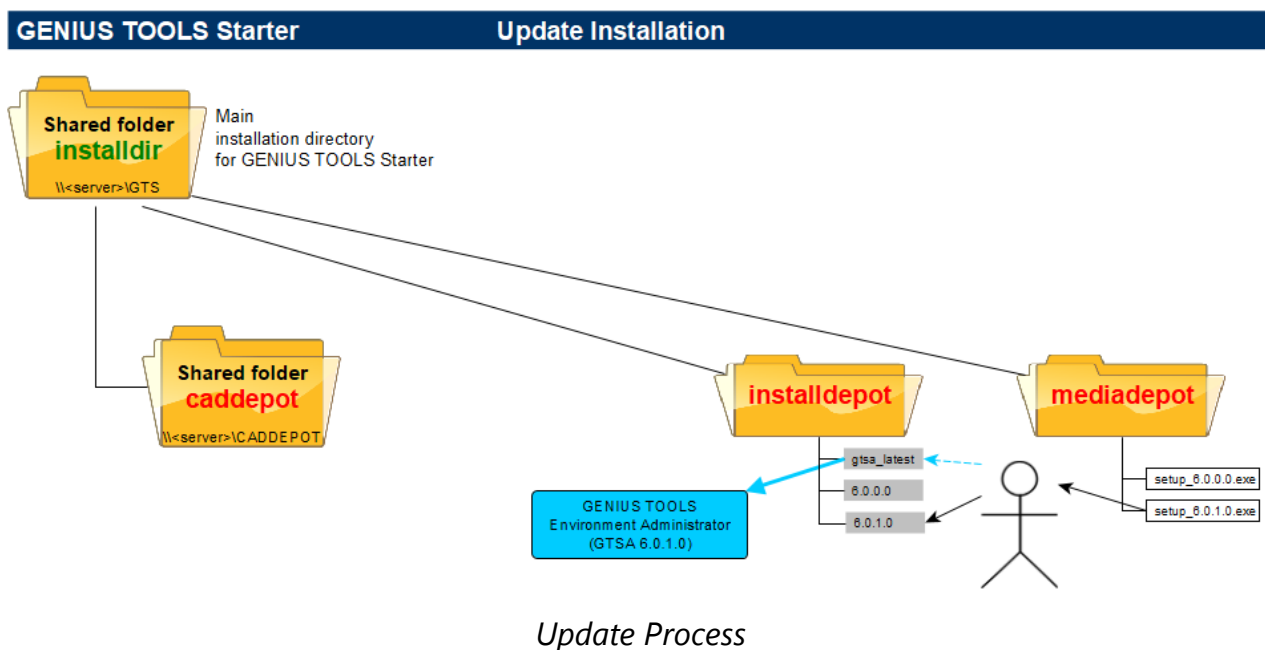 GENIUS TOOLS Starter
Update Installation
Shared folder
installdir
\\<server>\GTS
Main
installation directory
for GENIUS TOOLS Starter
Shared folder
caddepot
\\<server>\CADDEPOT
installdepot
mediadepot
gtsa_latest
6.0.0.0
6.0.1.0
setup_6.0.0.0.exe
setup_6.0.1.0.exe
GENIUS TOOLS
Environment Administrator
(GTSA 6.0.1.0)
Update Process